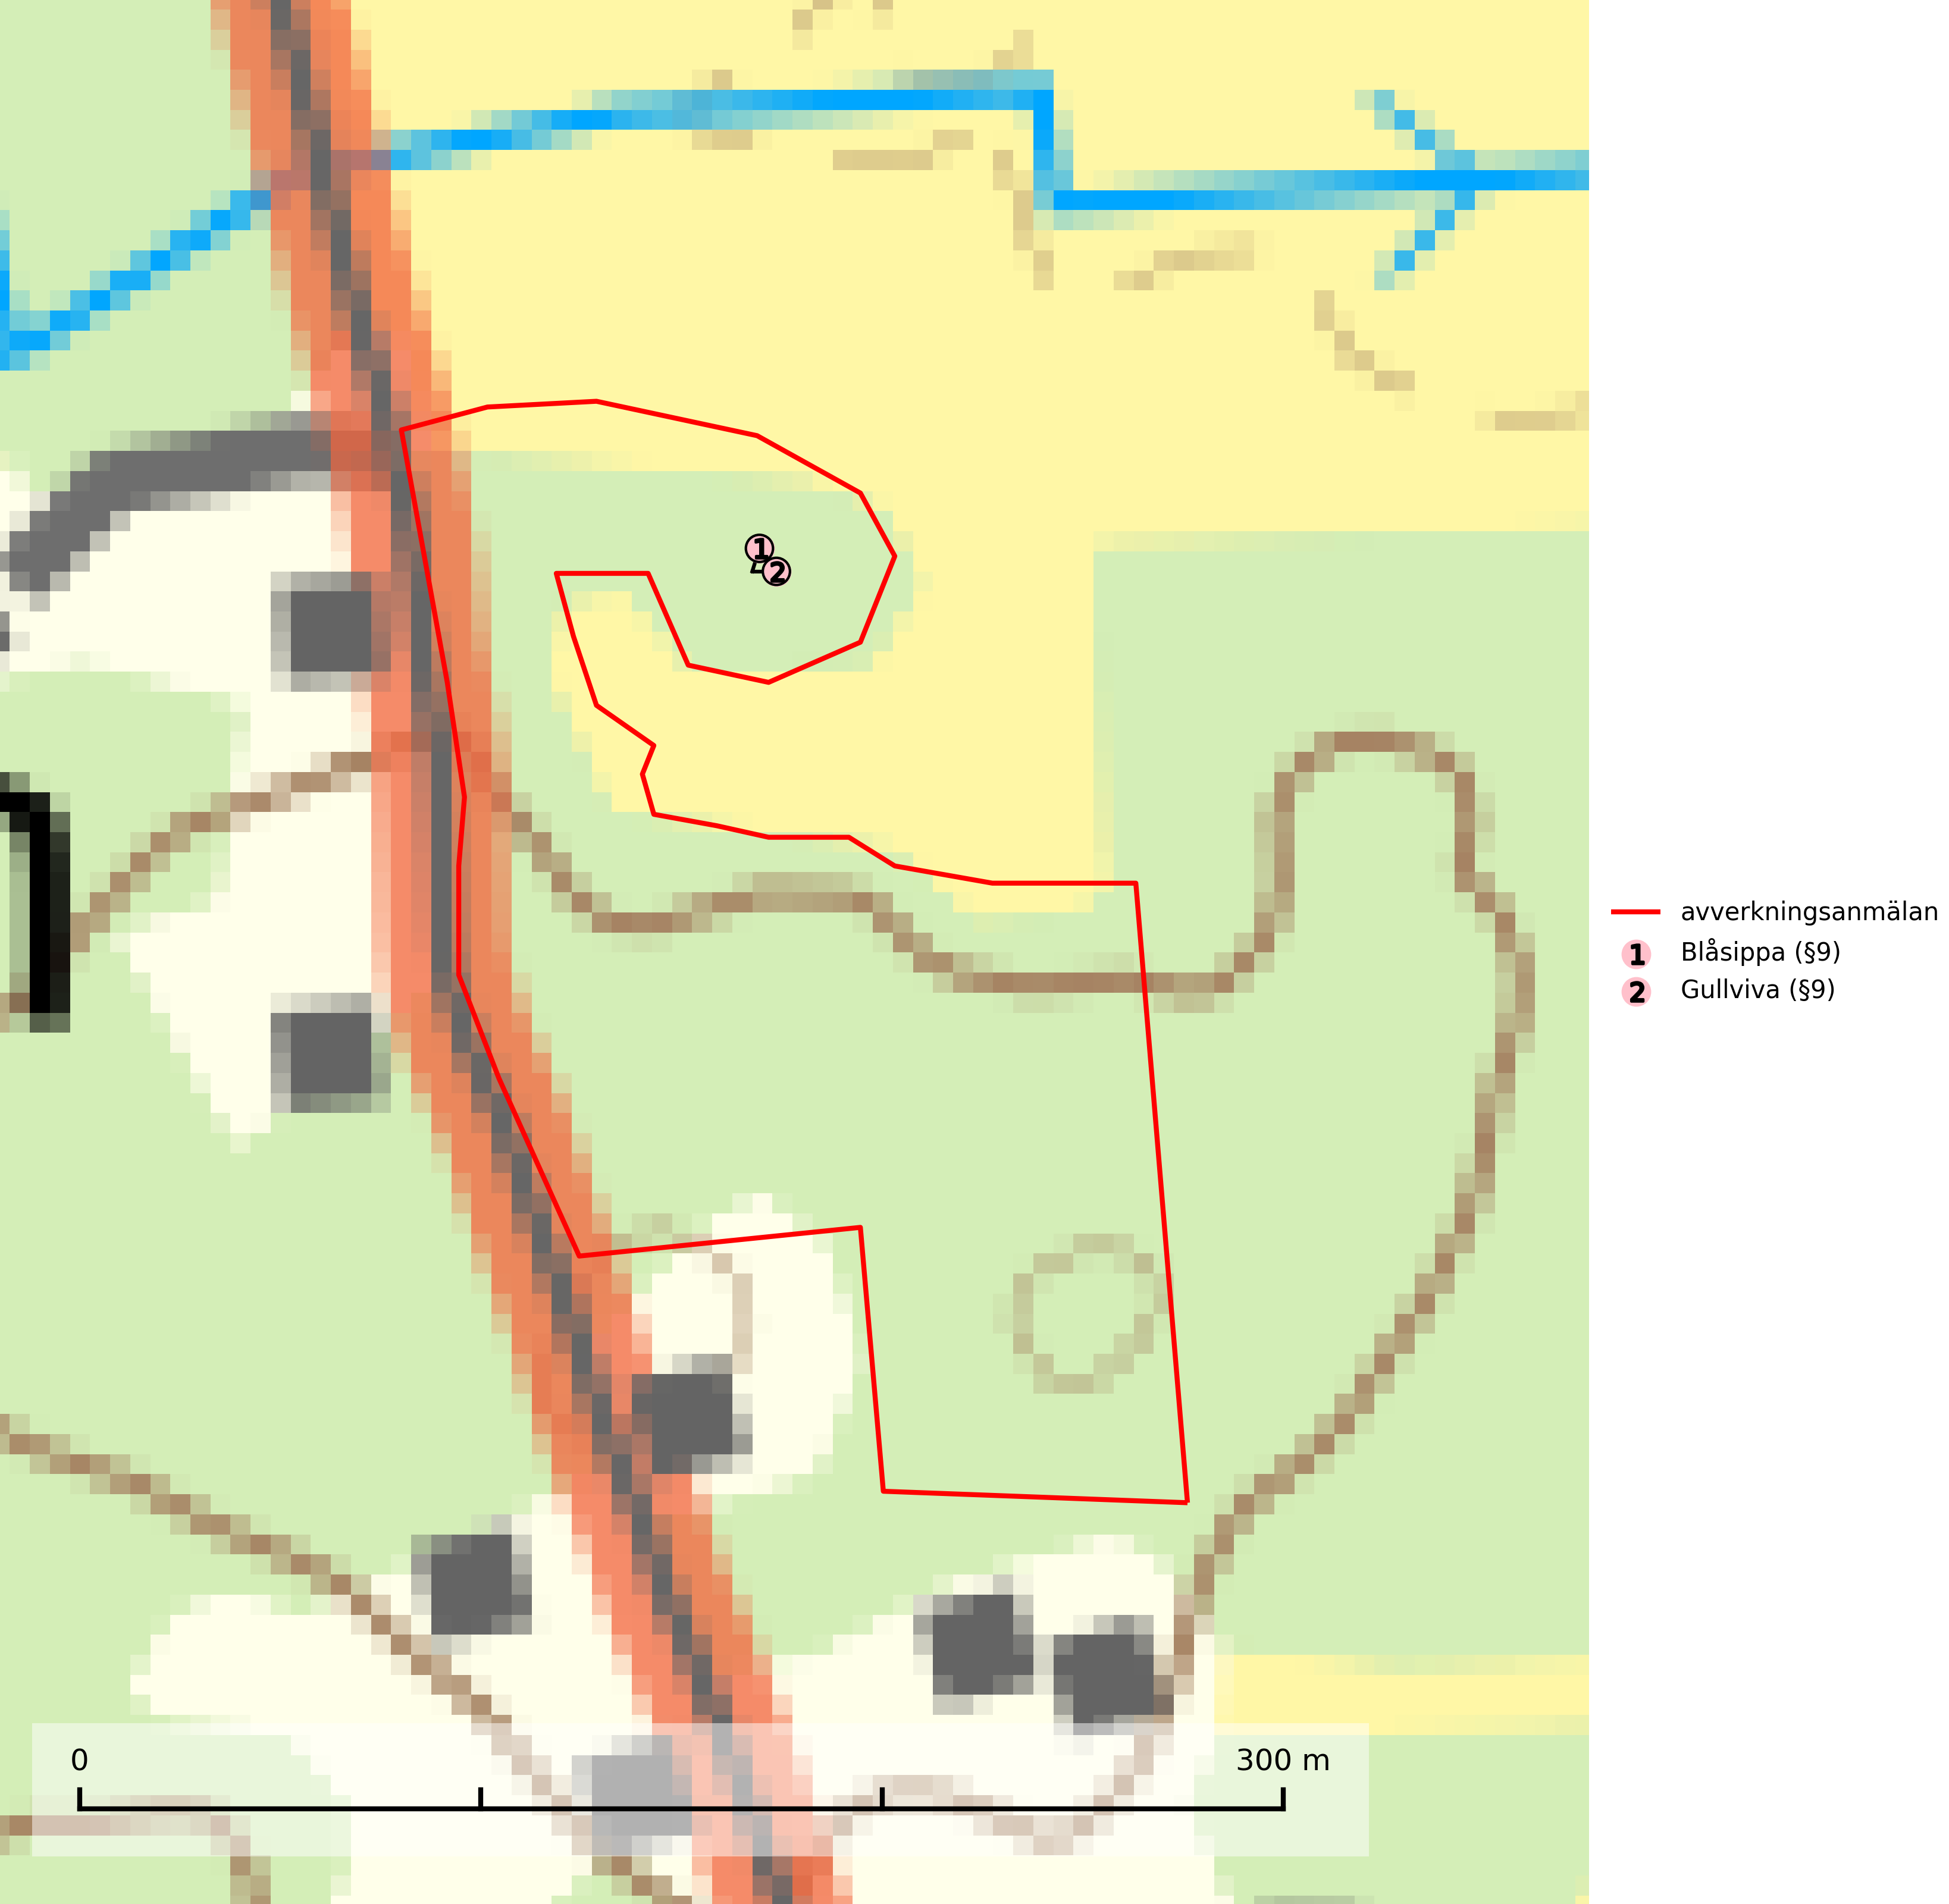 1
2
avverkningsanmälan
1 Blåsippa (§9)
2 Gullviva (§9)
0 300 m